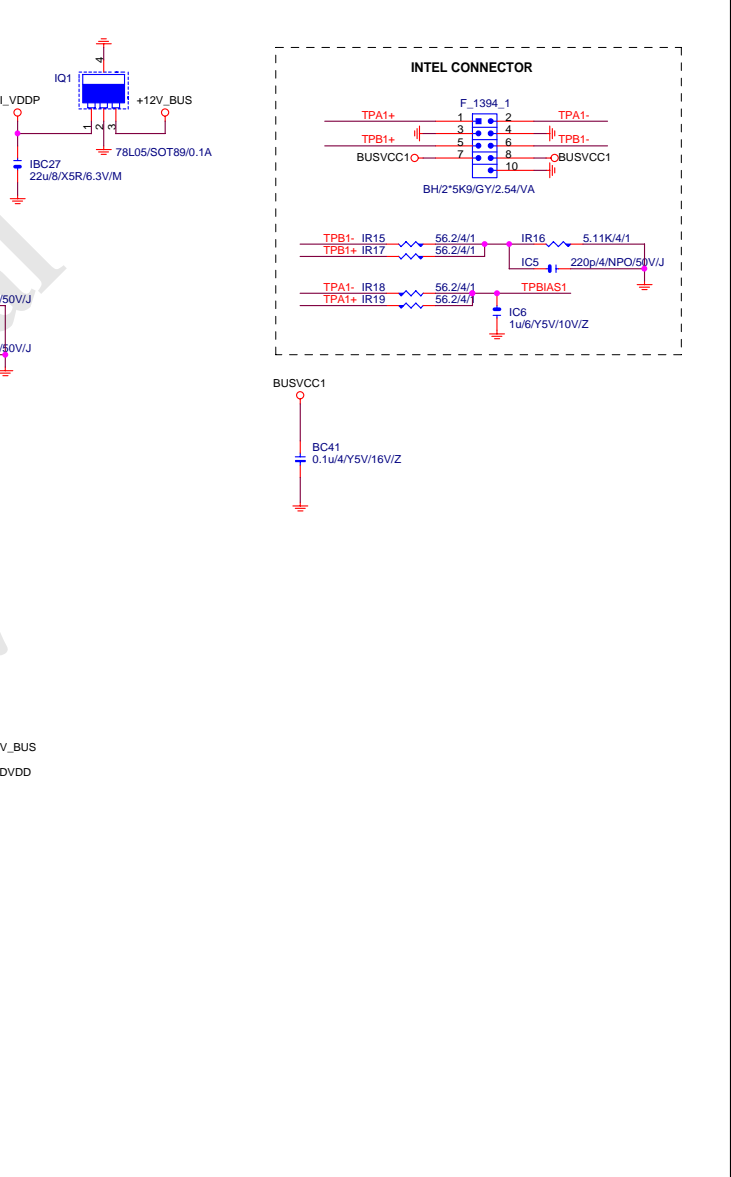 INTEL CONNECTOR
IQ1
4
I_VDDP
+12V_BUS
1
2
3
78L05/SOT89/0.1A
IBC27
22u/8/X5R/6.3V/M
F_1394_1
TPA1+
1
2
TPA1-
3
4
TPB1+
5
6
TPB1-
BUSVCC1
7
8
BUSVCC1
10
BH/2*5K9/GY/2.54/VA
TPB1- IR15 56.2/4/1
TPB1+ IR17 56.2/4/1
IR16 5.11K/4/1
IC5 220p/4/NPO/50V/J
TPA1- IR18 56.2/4/1
TPA1+ IR19 56.2/4/1
TPBIAS1
IC6
1u/6/Y5V/10V/Z
/50V/J
/50V/J
BUSVCC1
BC41
0.1u/4/Y5V/16V/Z
V_BUS
DVDD